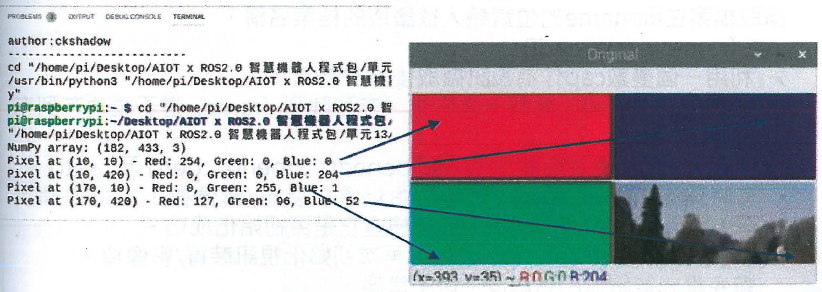 PROBLEMS 3 OUTPUT DEBUG CONSOLE TERMINAL
author:ckshadow
--------------------------
cd "/home/pi/Desktop/AIOT x ROS2.0 智慧機器人程式包/單元
/usr/bin/python3 "/home/pi/Desktop/AIOT x ROS2.0 智慧機
y"
pi@raspberrypi:~ $ cd "/home/pi/Desktop/AIOT x ROS2.0 智
pi@raspberrypi:~/Desktop/AIOT x ROS2.0 智慧機器人程式包/
"/home/pi/Desktop/AIOT x ROS2.0 智慧機器人程式包/單元13/
NumPy array: (182, 433, 3)
Pixel at (10, 10) - Red: 254, Green: 0, Blue: 0
Pixel at (10, 420) - Red: 0, Green: 0, Blue: 204
Pixel at (170, 10) - Red: 0, Green: 255, Blue: 1
Pixel at (170, 420) - Red: 127, Green: 96, Blue: 52
Original
(x=393, y=35) ~ R:0 G:0 B:204